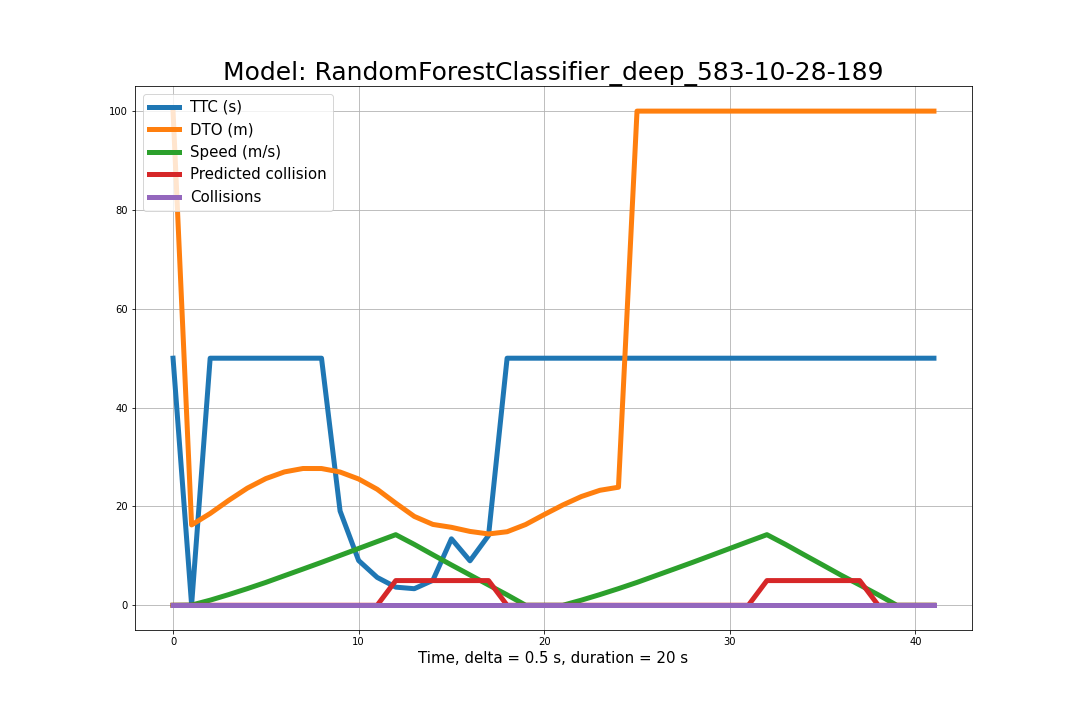 Model: RandomForestClassifier_deep_583-10-28-189
100
80
60
40
20
0
TTC (s)
DTO (m)
Speed (m/s)
Predicted collision
Collisions
0 10 20 30 40
Time, delta = 0.5 s, duration = 20 s